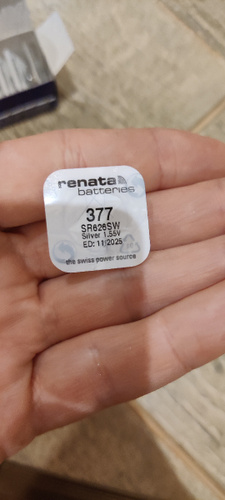 renata
batteries
377
SR626SW
Silver 1.55V
ED: 11.2025
the swiss power source